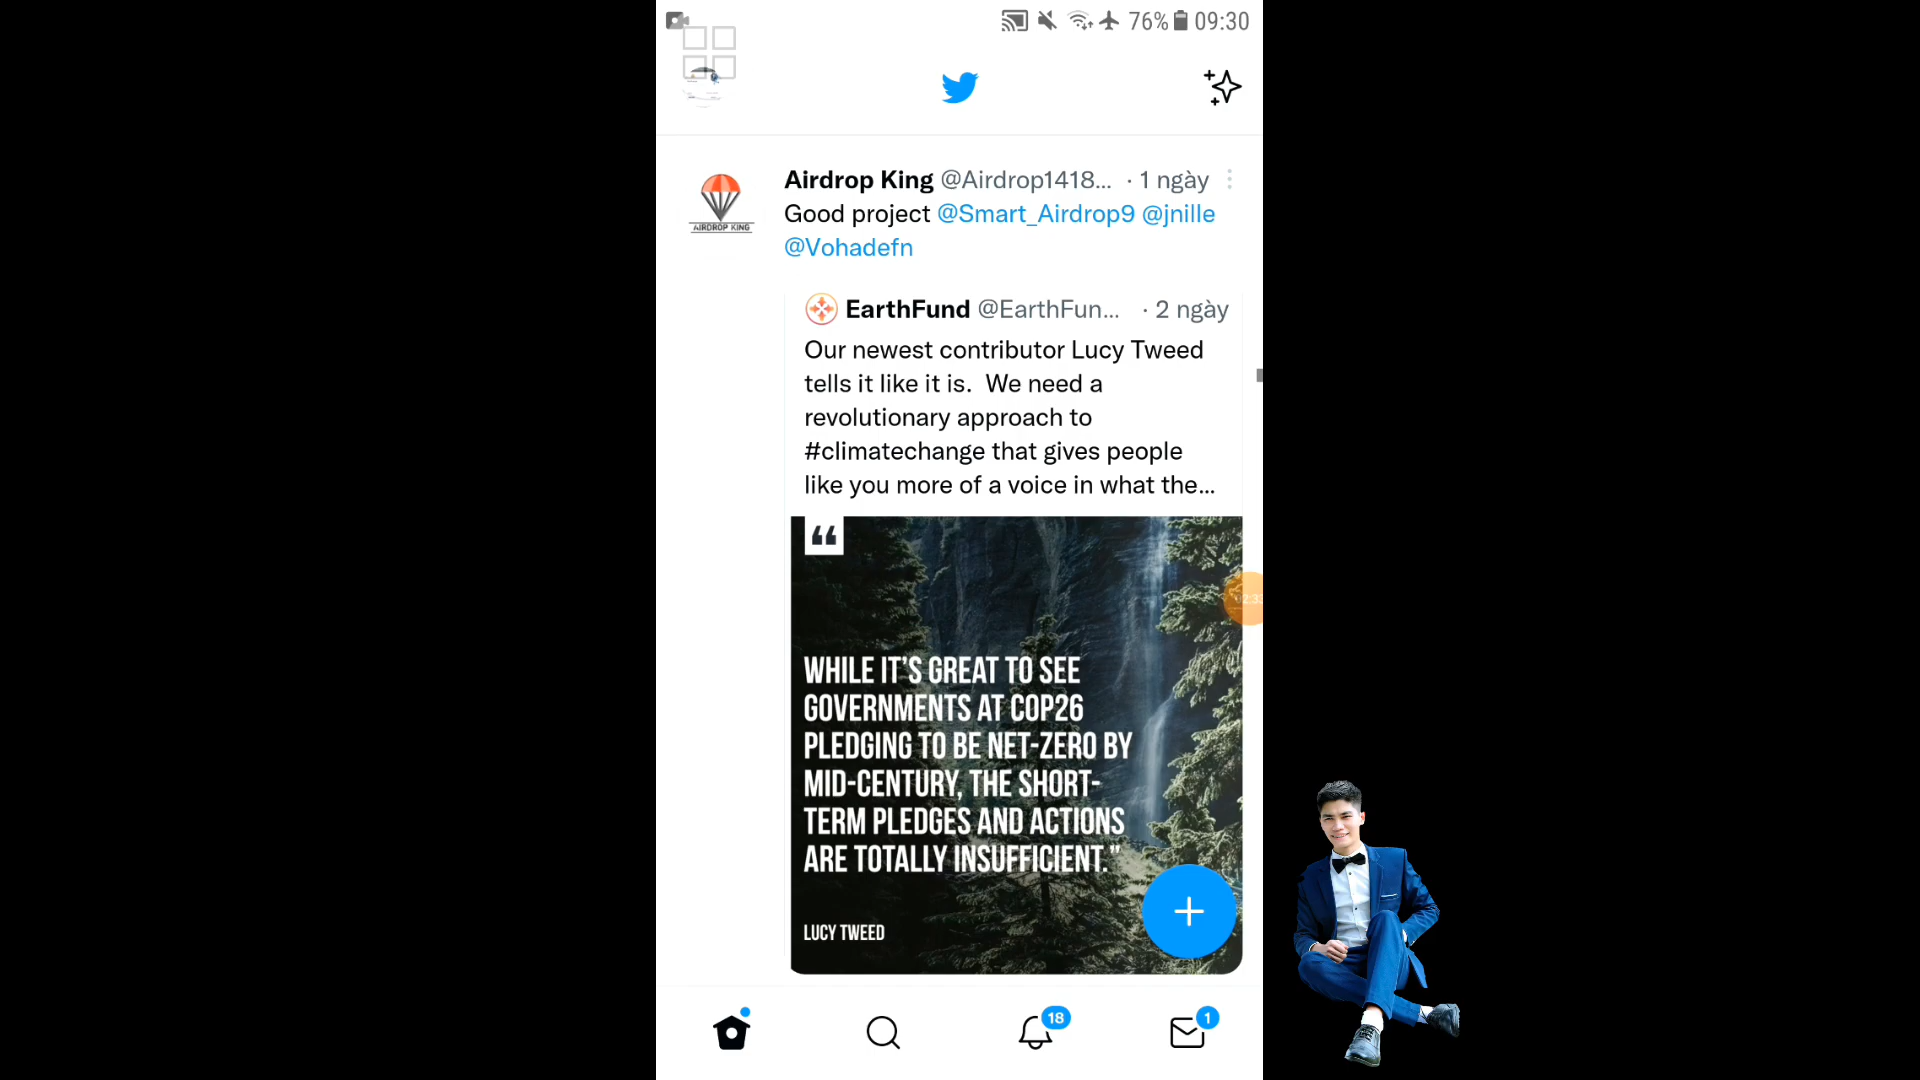 76% 09:30
Airdrop King @Airdrop1418... · 1 ngày
Good project @Smart_Airdrop9 @jnille
@Vohadefn
AIRDROP KING
EarthFund @EarthFun... · 2 ngày
Our newest contributor Lucy Tweed
tells it like it is. We need a
revolutionary approach to
#climatechange that gives people
like you more of a voice in what the...
“
WHILE IT’S GREAT TO SEE
GOVERNMENTS AT COP26
PLEDGING TO BE NET-ZERO BY
MID-CENTURY, THE SHORT-
TERM PLEDGES AND ACTIONS
ARE TOTALLY INSUFFICIENT.”
LUCY TWEED
18
1